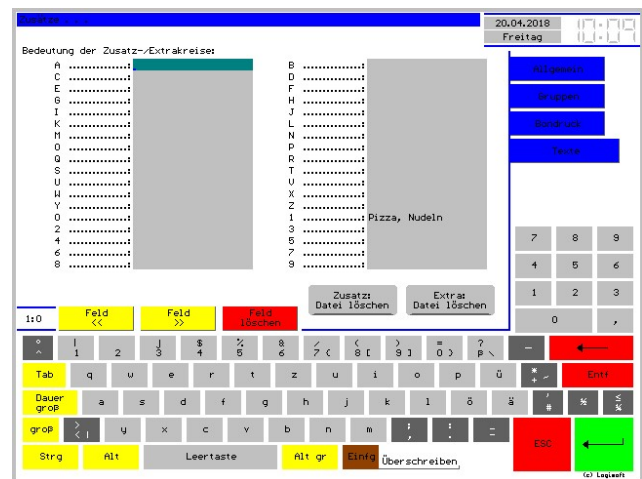 Zusätze . . .
20.04.2018
Freitag
10:09
Bedeutung der Zusatz-/Extrakreise:
A ..............: B ..............:
C ..............: D ..............:
E ..............: F ..............:
G ..............: H ..............:
I ..............: J ..............:
K ..............: L ..............:
M ..............: N ..............:
O ..............: P ..............:
Q ..............: R ..............:
S ..............: T ..............:
U ..............: V ..............:
W ..............: X ..............:
Y ..............: Z ..............:
0 ..............: 1 ..............: Pizza, Nudeln
2 ..............: 3 ..............:
4 ..............: 5 ..............:
6 ..............: 7 ..............:
8 ..............: 9 ..............:
Allgemein
Gruppen
Bondruck
Texte
7 8 9
4 5 6
1 2 3
0 ,
Zusatz: Datei löschen
Extra: Datei löschen
1:0
Feld <<
Feld >>
Feld löschen
° ^ | 1 2 J 3 $ 4 % 5 & 6 / 7 { ( 8 [ ) 9 ] = 0 } ? β \ -
Tab q w e r t z u i o p ü * + ~ Entf
Dauer groß a s d f g h j k l ö ä ' # % ≤ %
groß > < | y x c v b n m ; , : . _ - ESC
Strg Alt Leertaste Alt gr Einfg Überschreiben
(c) Logisoft